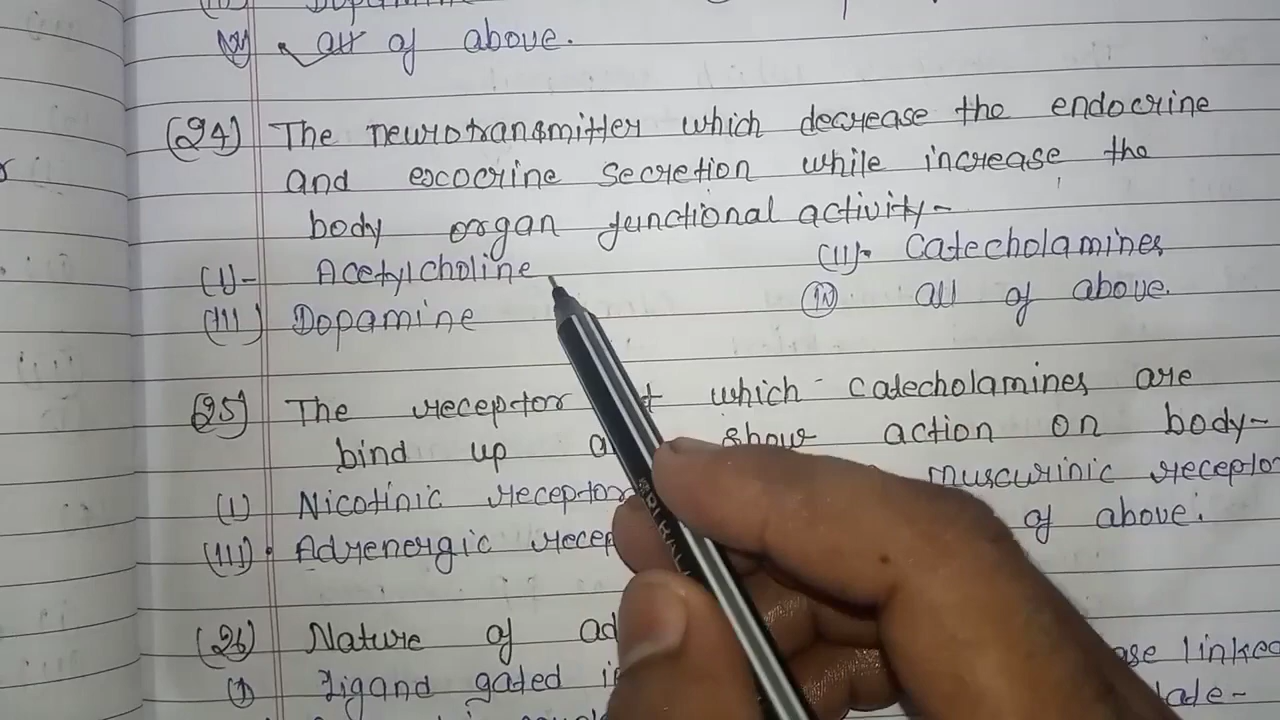 of above.
(24) The neurotransmitter which decrease the endocrine
and exocrine secretion while increase the
body organ functional activity-
(I)- Acetylcholine (II)- Catecholamines
(III) Dopamine (IV) all of above.
(25) The receptor which catecholamines are
bind up show action on body-
(I) Nicotinic receptor muscurinic receptor
(III) Adrenergic of above.
(26) Nature of linked
(I) Ligand gated